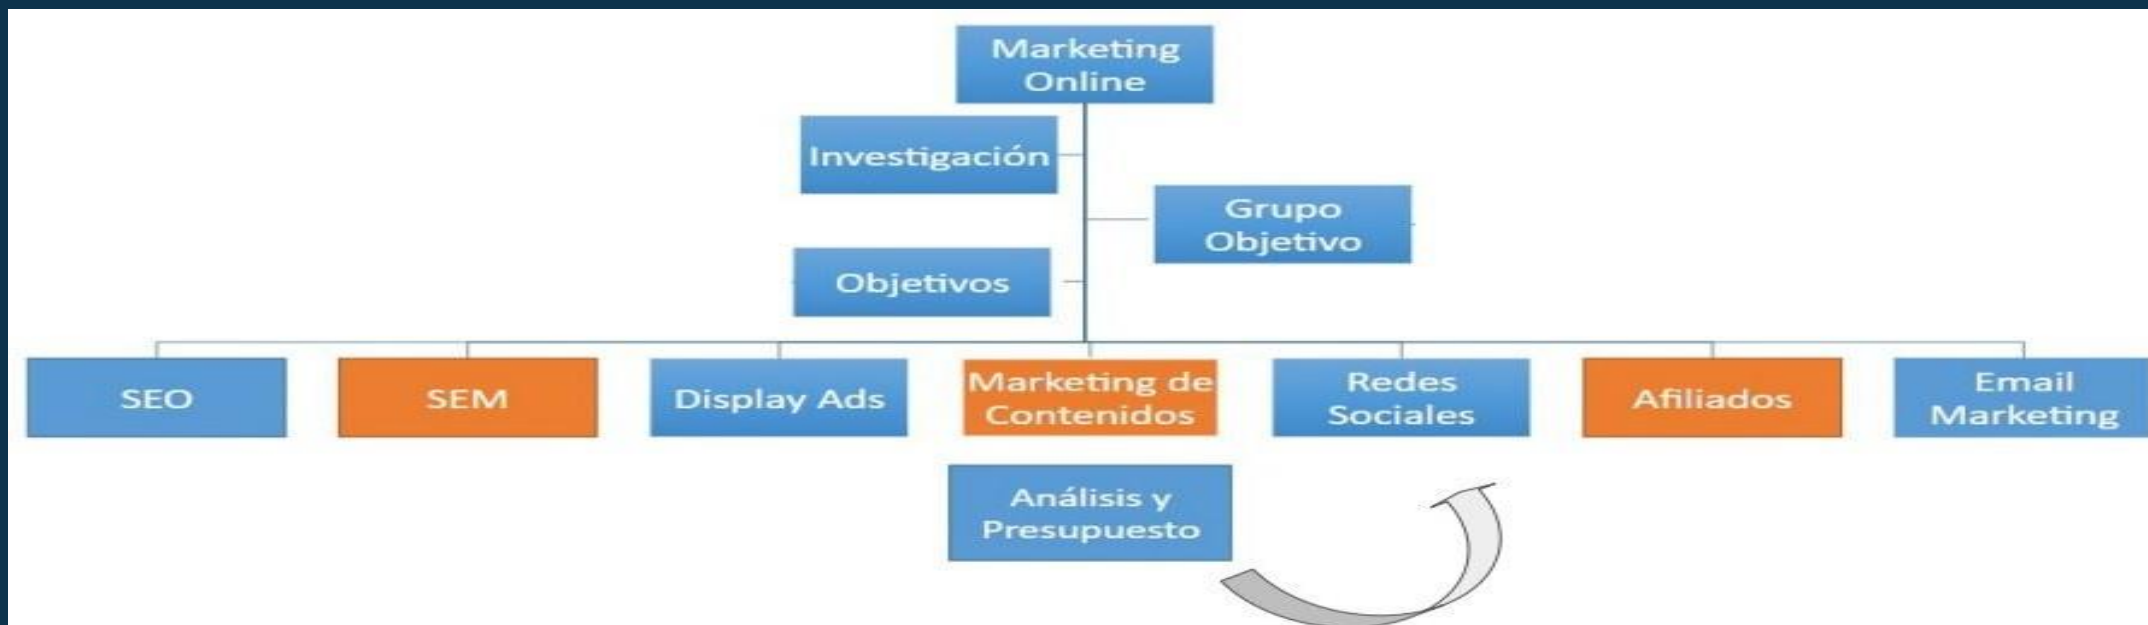 Marketing
Online
Investigación
Grupo
Objetivo
Objetivos
SEO
SEM
Display Ads
Marketing de
Contenidos
Redes
Sociales
Afiliados
Email
Marketing
Análisis y
Presupuesto